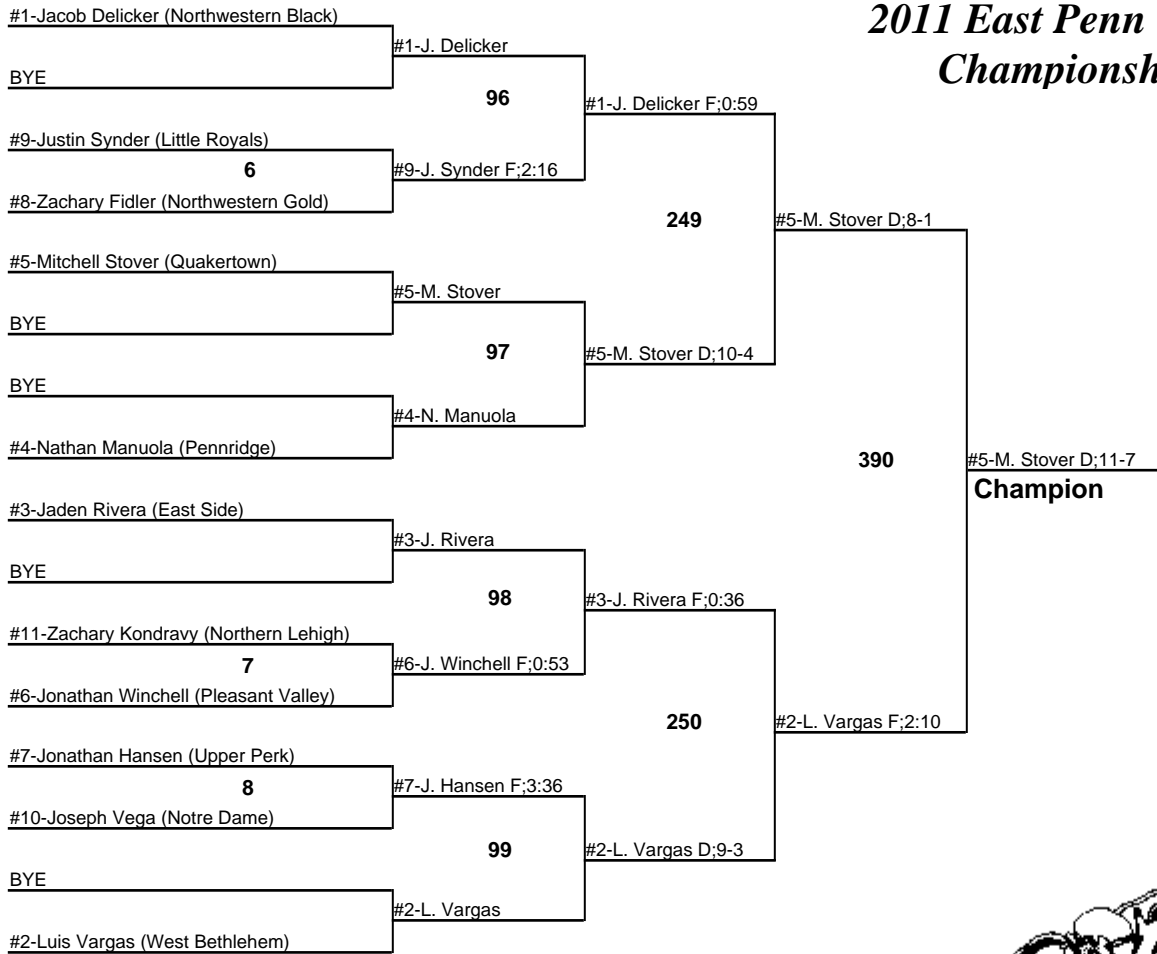 2011 East Penn
Championsh
#1-Jacob Delicker (Northwestern Black)
#1-J. Delicker
BYE
96
#1-J. Delicker F;0:59
#9-Justin Synder (Little Royals)
6
#9-J. Synder F;2:16
#8-Zachary Fidler (Northwestern Gold)
249
#5-M. Stover D;8-1
#5-Mitchell Stover (Quakertown)
#5-M. Stover
BYE
97
#5-M. Stover D;10-4
BYE
#4-N. Manuola
#4-Nathan Manuola (Pennridge)
390
#5-M. Stover D;11-7
Champion
#3-Jaden Rivera (East Side)
#3-J. Rivera
BYE
98
#3-J. Rivera F;0:36
#11-Zachary Kondravy (Northern Lehigh)
7
#6-J. Winchell F;0:53
#6-Jonathan Winchell (Pleasant Valley)
250
#2-L. Vargas F;2:10
#7-Jonathan Hansen (Upper Perk)
8
#7-J. Hansen F;3:36
#10-Joseph Vega (Notre Dame)
99
#2-L. Vargas D;9-3
BYE
#2-L. Vargas
#2-Luis Vargas (West Bethlehem)